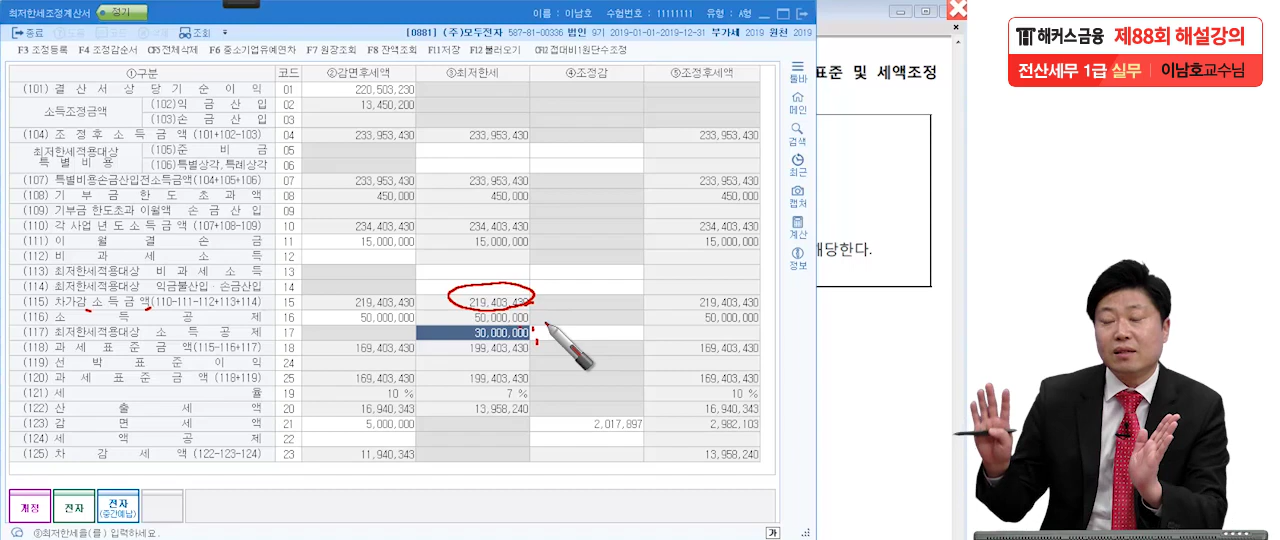 최저한세조정계산서 정기 이름 : 이남호 수험번호 : 11111111 유형 : A형
종료 조회 [0881] (주)모두전자 587-81-00336 법인 9기 2019-01-01~2019-12-31 부가세 2019 원천 2019
F3 조정등록 F4 조정감수서 CF5 전체삭제 F6 중소기업유예연차 F7 원장조회 F8 잔액조회 F11저장 F12불러오기 CF12접대비1원단수조정
①구분 코드 ②감면후세액 ③최저한세 ④조정감 ⑤조정후세액
(101) 결 산 서 상 당 기 순 이 익 01 220,503,230
소득조정금액 (102)익 금 산 입 02 13,450,200
(103)손 금 산 입 03
(104) 조 정 후 소 득 금 액 (101+102-103) 04 233,953,430 233,953,430 233,953,430
최저한세적용대상 특 별 비 용 (105)준 비 금 05
(106)특별상각,특례상각 06
(107) 특별비용손금산입전소득금액(104+105+106) 07 233,953,430 233,953,430 233,953,430
(108) 기 부 금 한 도 초 과 액 08 450,000 450,000 450,000
(109) 기부금 한도초과 이월액 손 금 산 입 09
(110) 각 사업 년 도 소 득 금 액 (107+108-109) 10 234,403,430 234,403,430 234,403,430
(111) 이 월 결 손 금 11 15,000,000 15,000,000 15,000,000
(112) 비 과 세 소 득 12
(113) 최저한세적용대상 비 과 세 소 득 13
(114) 최저한세적용대상 익금불산입·손금산입 14
(115) 차가감 소 득 금 액(110-111-112+113+114) 15 219,403,430 219,403,430 219,403,430
(116) 소 득 공 제 16 50,000,000 50,000,000 50,000,000
(117) 최저한세적용대상 소 득 공 제 17 30,000,000
(118) 과 세 표 준 금 액(115-116+117) 18 169,403,430 199,403,430 169,403,430
(119) 선 박 표 준 이 익 24
(120) 과 세 표 준 금 액 (118+119) 25 169,403,430 199,403,430 169,403,430
(121) 세 율 19 10 % 7 % 10 %
(122) 산 출 세 액 20 16,940,343 13,958,240 16,940,343
(123) 감 면 세 액 21 5,000,000 2,017,897 2,982,103
(124) 세 액 공 제 22
(125) 차 감 세 액 (122-123-124) 23 11,940,343 13,958,240
계정 전자 전자
(중간예납)
③최저한세을(를) 입력하세요. 가
툴바
메인
검색
최근
캡처
계산
정보
표준 및 세액조정
해당한다.
해커스금융 제88회 해설강의
전산세무 1급 실무 이남호교수님